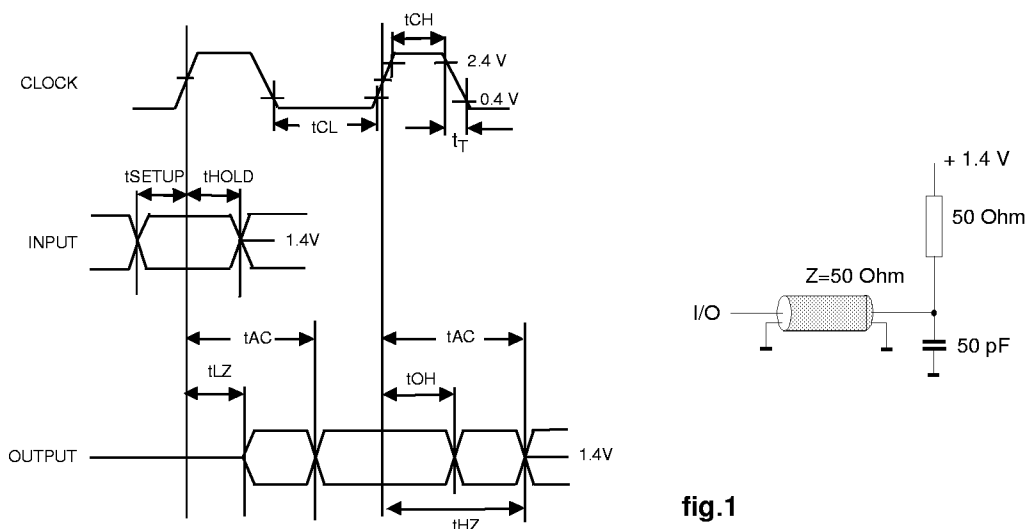 tCH
CLOCK
2.4 V
0.4 V
tCL
tT
tSETUP
tHOLD
INPUT
1.4V
tAC
tAC
tLZ
tOH
OUTPUT
1.4V
tHZ
+ 1.4 V
50 Ohm
Z=50 Ohm
I/O
50 pF
fig.1